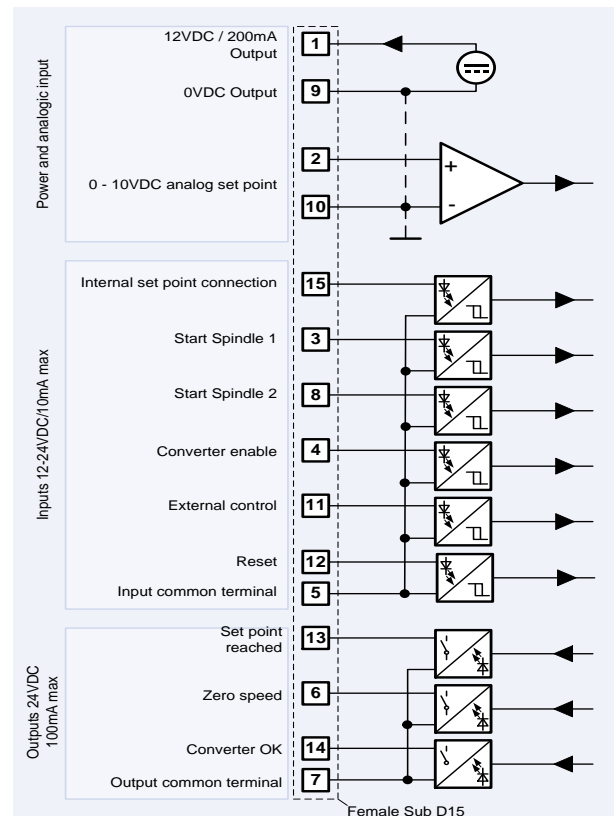 Power and analogic input
12VDC / 200mA
Output
1
0VDC Output
9
2
0 - 10VDC analog set point
10
+
-
Inputs 12-24VDC/10mA max
Internal set point connection
15
Start Spindle 1
3
Start Spindle 2
8
Converter enable
4
External control
11
Reset
12
Input common terminal
5
Outputs 24VDC
100mA max
Set point
reached
13
Zero speed
6
Converter OK
14
Output common terminal
7
Female Sub D15